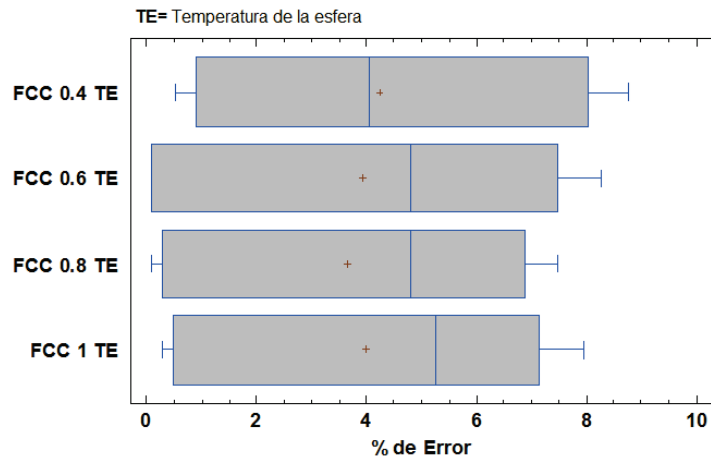 TE= Temperatura de la esfera
FCC 0.4 TE
FCC 0.6 TE
FCC 0.8 TE
FCC 1 TE
0 2 4 6 8 10
% de Error